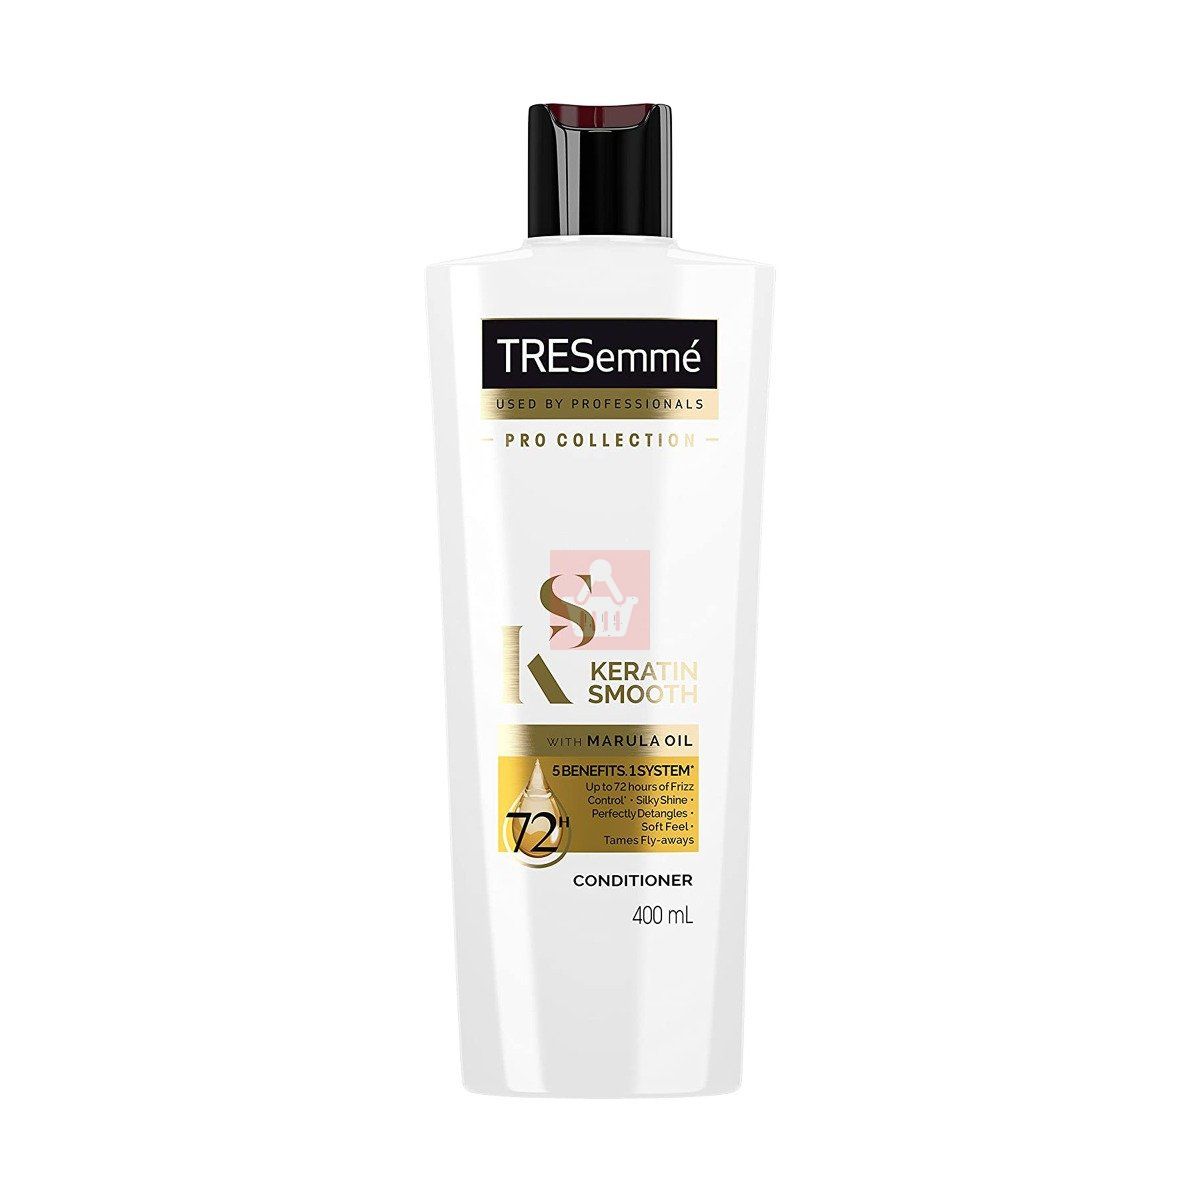 TRESemmé
USED BY PROFESSIONALS
PRO COLLECTION
KS
KERATIN
SMOOTH
WITH MARULA OIL
5 BENEFITS. 1 SYSTEM*
Up to 72 hours of Frizz
Control* • Silky Shine •
Perfectly Detangles •
Soft Feel •
Tames Fly-aways
72H
CONDITIONER
400 mL